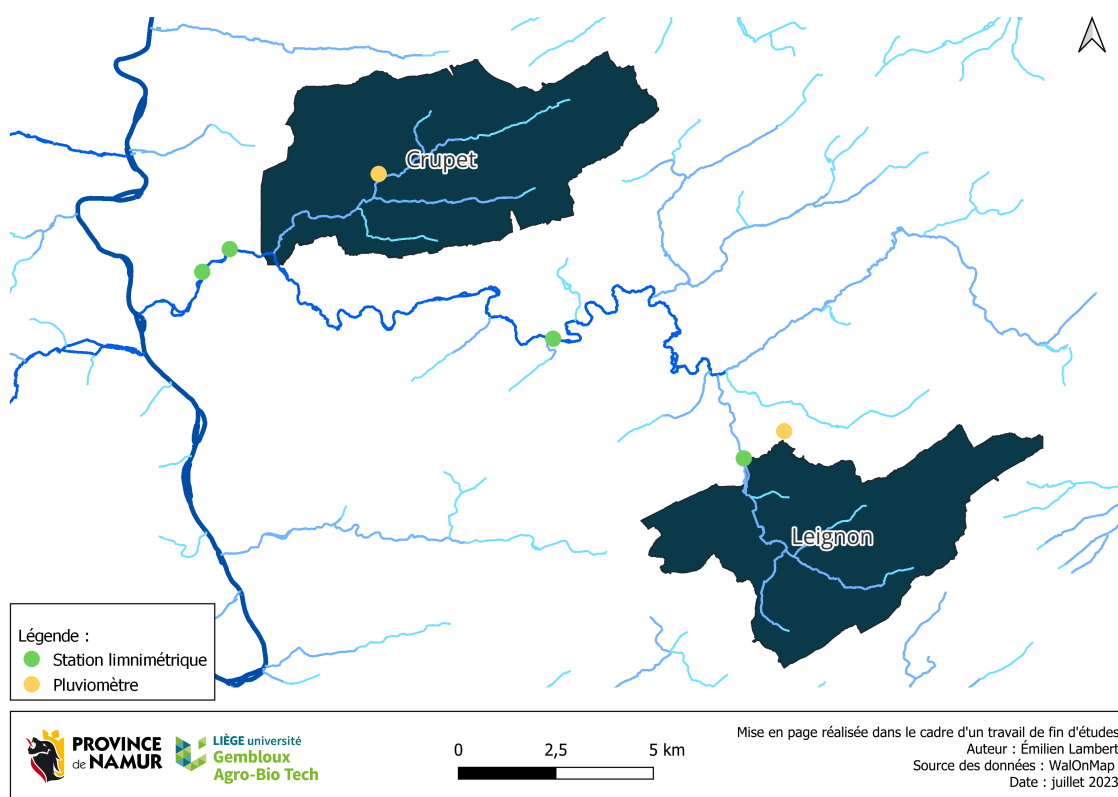 Crupet
Leignon
Légende :
Station limnimétrique
Pluviomètre
PROVINCE
de NAMUR
LIÈGE université
Gembloux
Agro-Bio Tech
0 2,5 5 km
Mise en page réalisée dans le cadre d'un travail de fin d'études
Auteur : Émilien Lambert
Source des données : WalOnMap
Date : juillet 2023